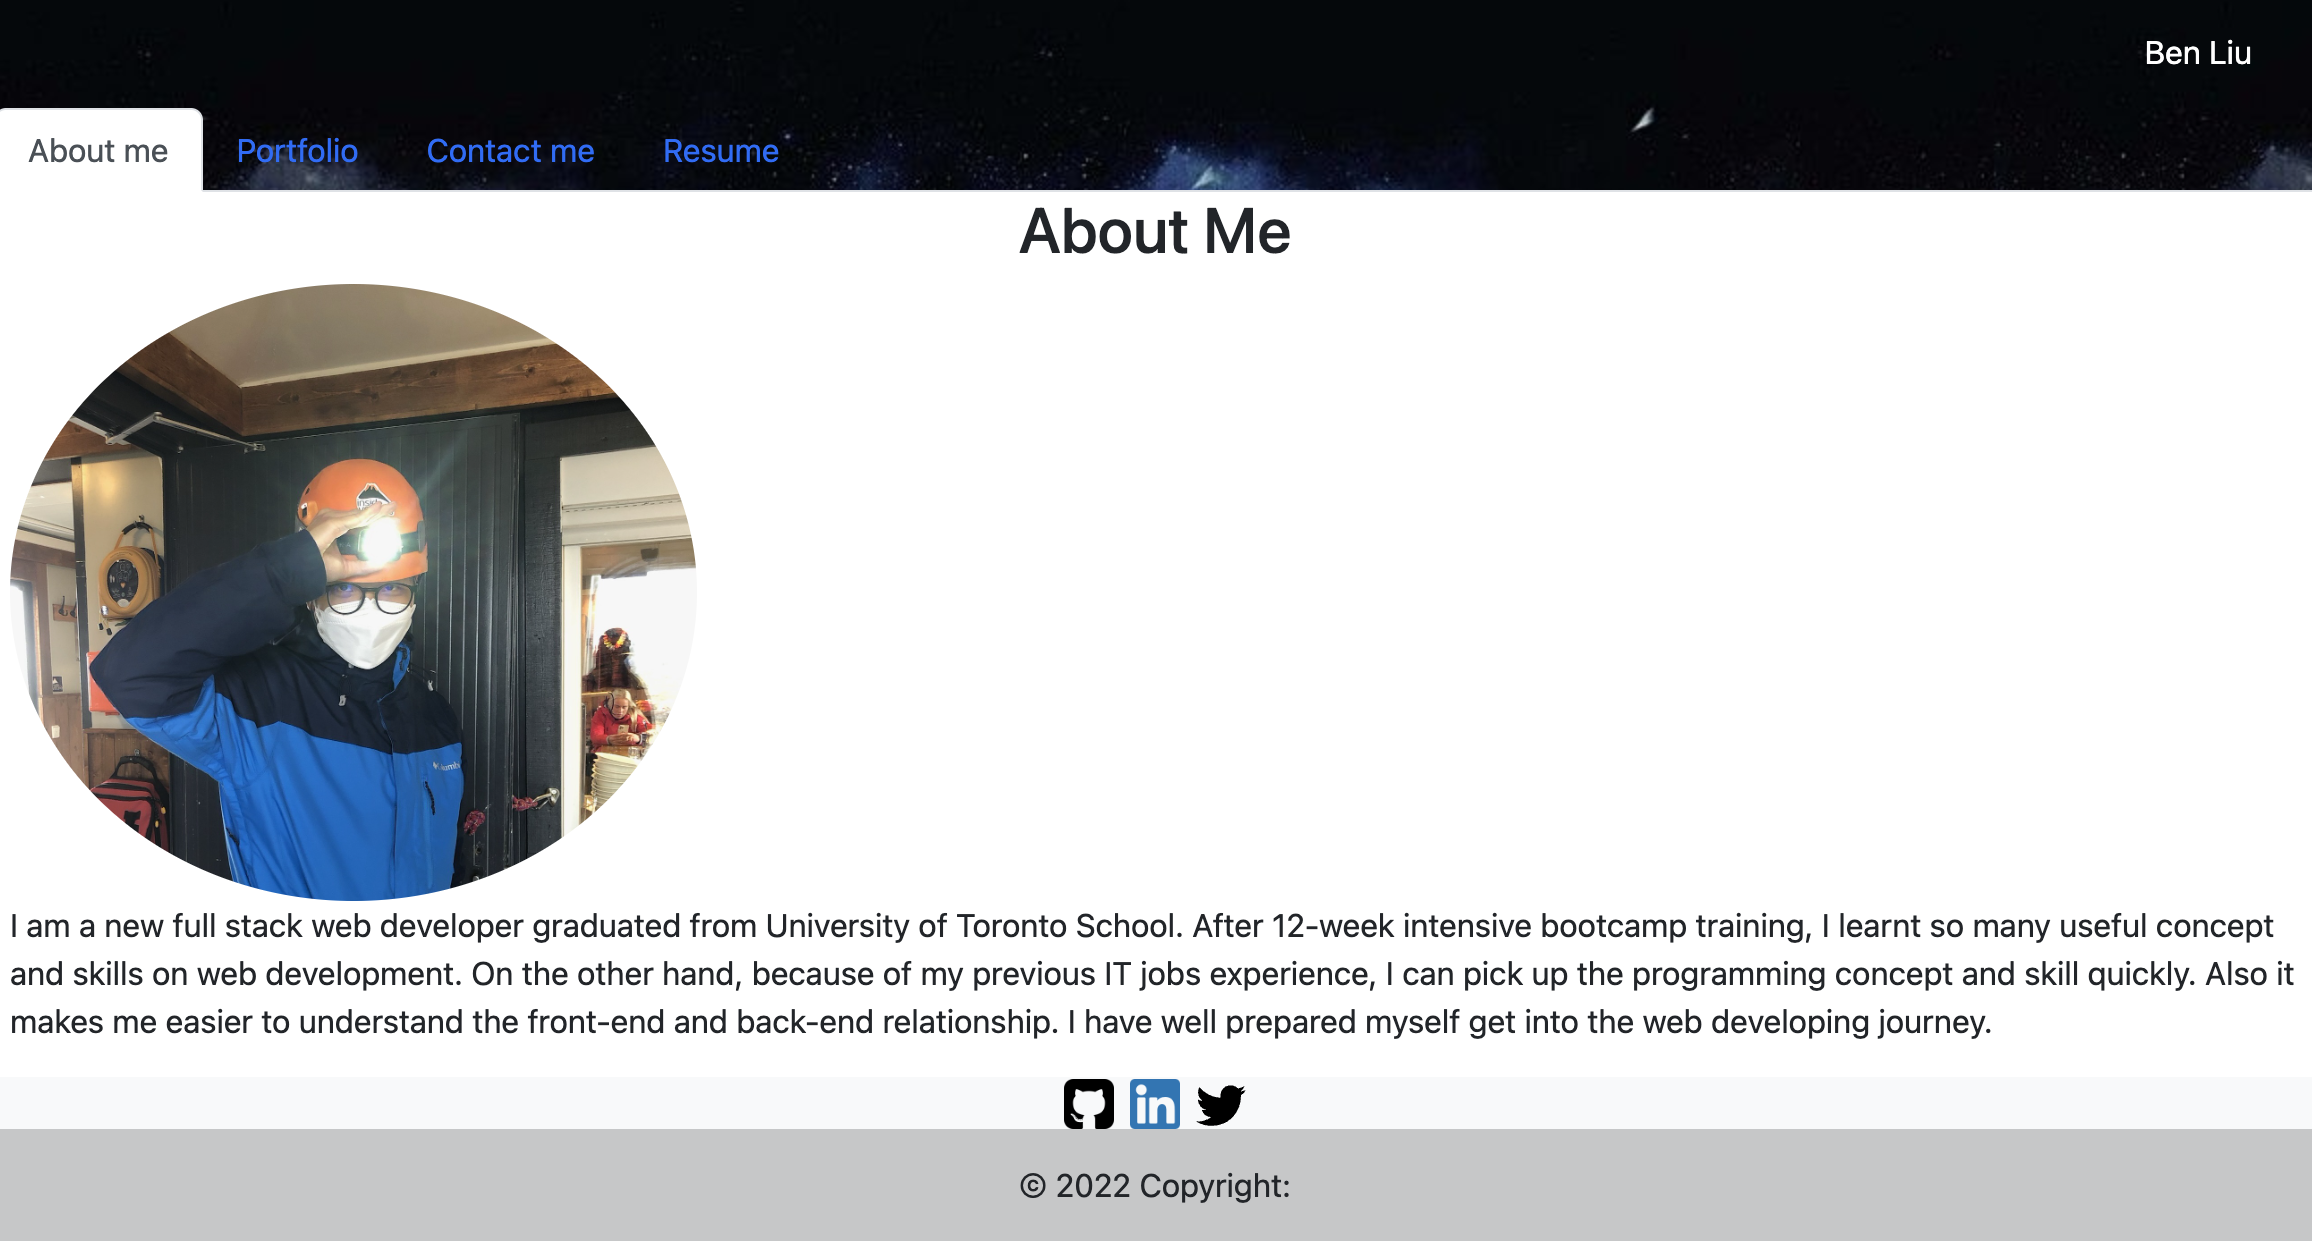 Ben Liu
About me Portfolio Contact me Resume
About Me
I am a new full stack web developer graduated from University of Toronto School. After 12-week intensive bootcamp training, I learnt so many useful concept
and skills on web development. On the other hand, because of my previous IT jobs experience, I can pick up the programming concept and skill quickly. Also it
makes me easier to understand the front-end and back-end relationship. I have well prepared myself get into the web developing journey.
in
© 2022 Copyright: